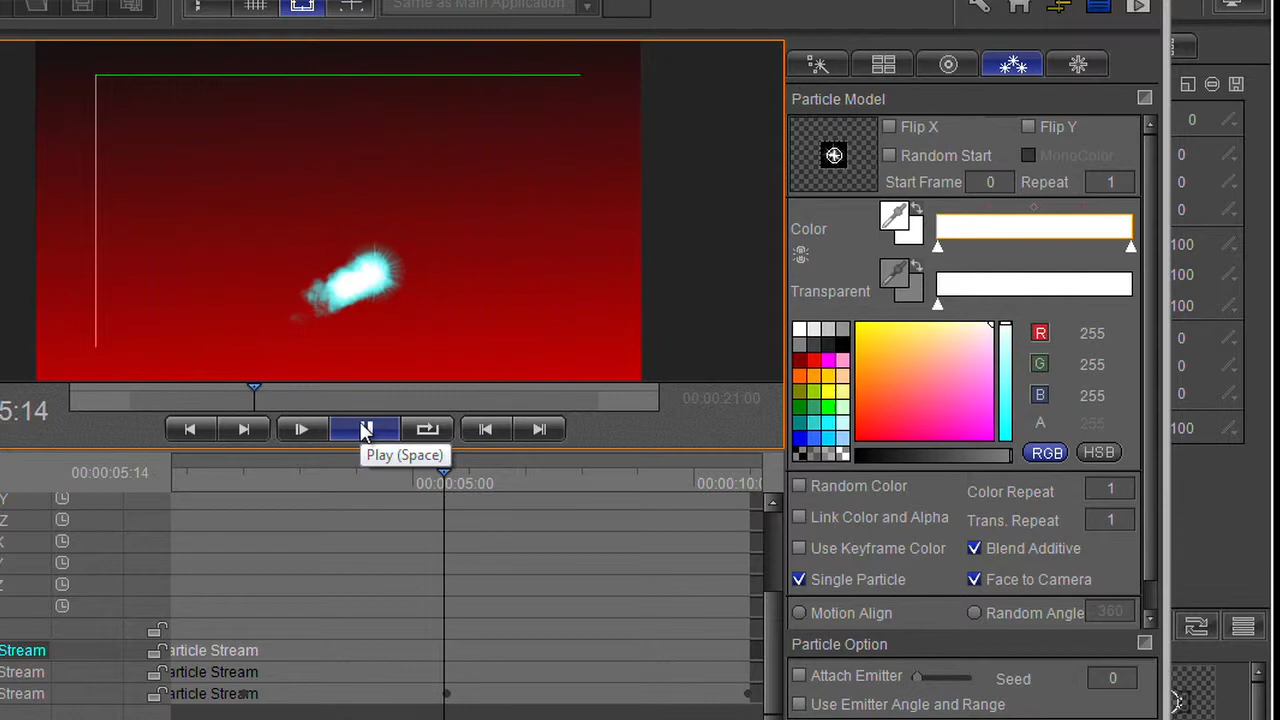 Same as Main Application
Particle Model
Flip X
Flip Y
Random Start
MonoColor
Start Frame 0 Repeat 1
Color
Transparent
R 255
G 255
B 255
A 255
RGB HSB
Random Color
Color Repeat 1
Link Color and Alpha
Trans. Repeat 1
Use Keyframe Color
Blend Additive
Single Particle
Face to Camera
Motion Align
Random Angle 360
Particle Option
Attach Emitter
Seed 0
Use Emitter Angle and Range
5:14
00:00:21:00
Play (Space)
00:00:05:14
00:00:05:00
00:00:10:0
Y
Z
X
Y
Z
Stream
article Stream
Stream
article Stream
Stream
article Stream
0
0
0
0
100
100
100
0
0
100